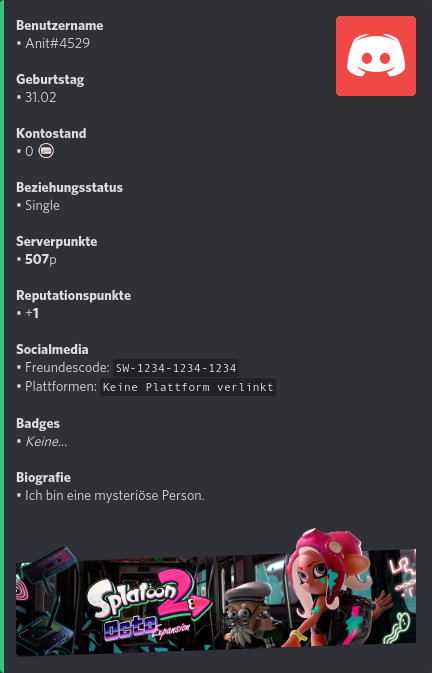 Benutzername
• Anit#4529
Geburtstag
• 31.02
Kontostand
• 0
Beziehungsstatus
• Single
Serverpunkte
• 507p
Reputationspunkte
• +1
Socialmedia
• Freundescode: SW-1234-1234-1234
• Plattformen: Keine Plattform verlinkt
Badges
• Keine...
Biografie
• Ich bin eine mysteriöse Person.
Splatoon 2
Octo Expansion